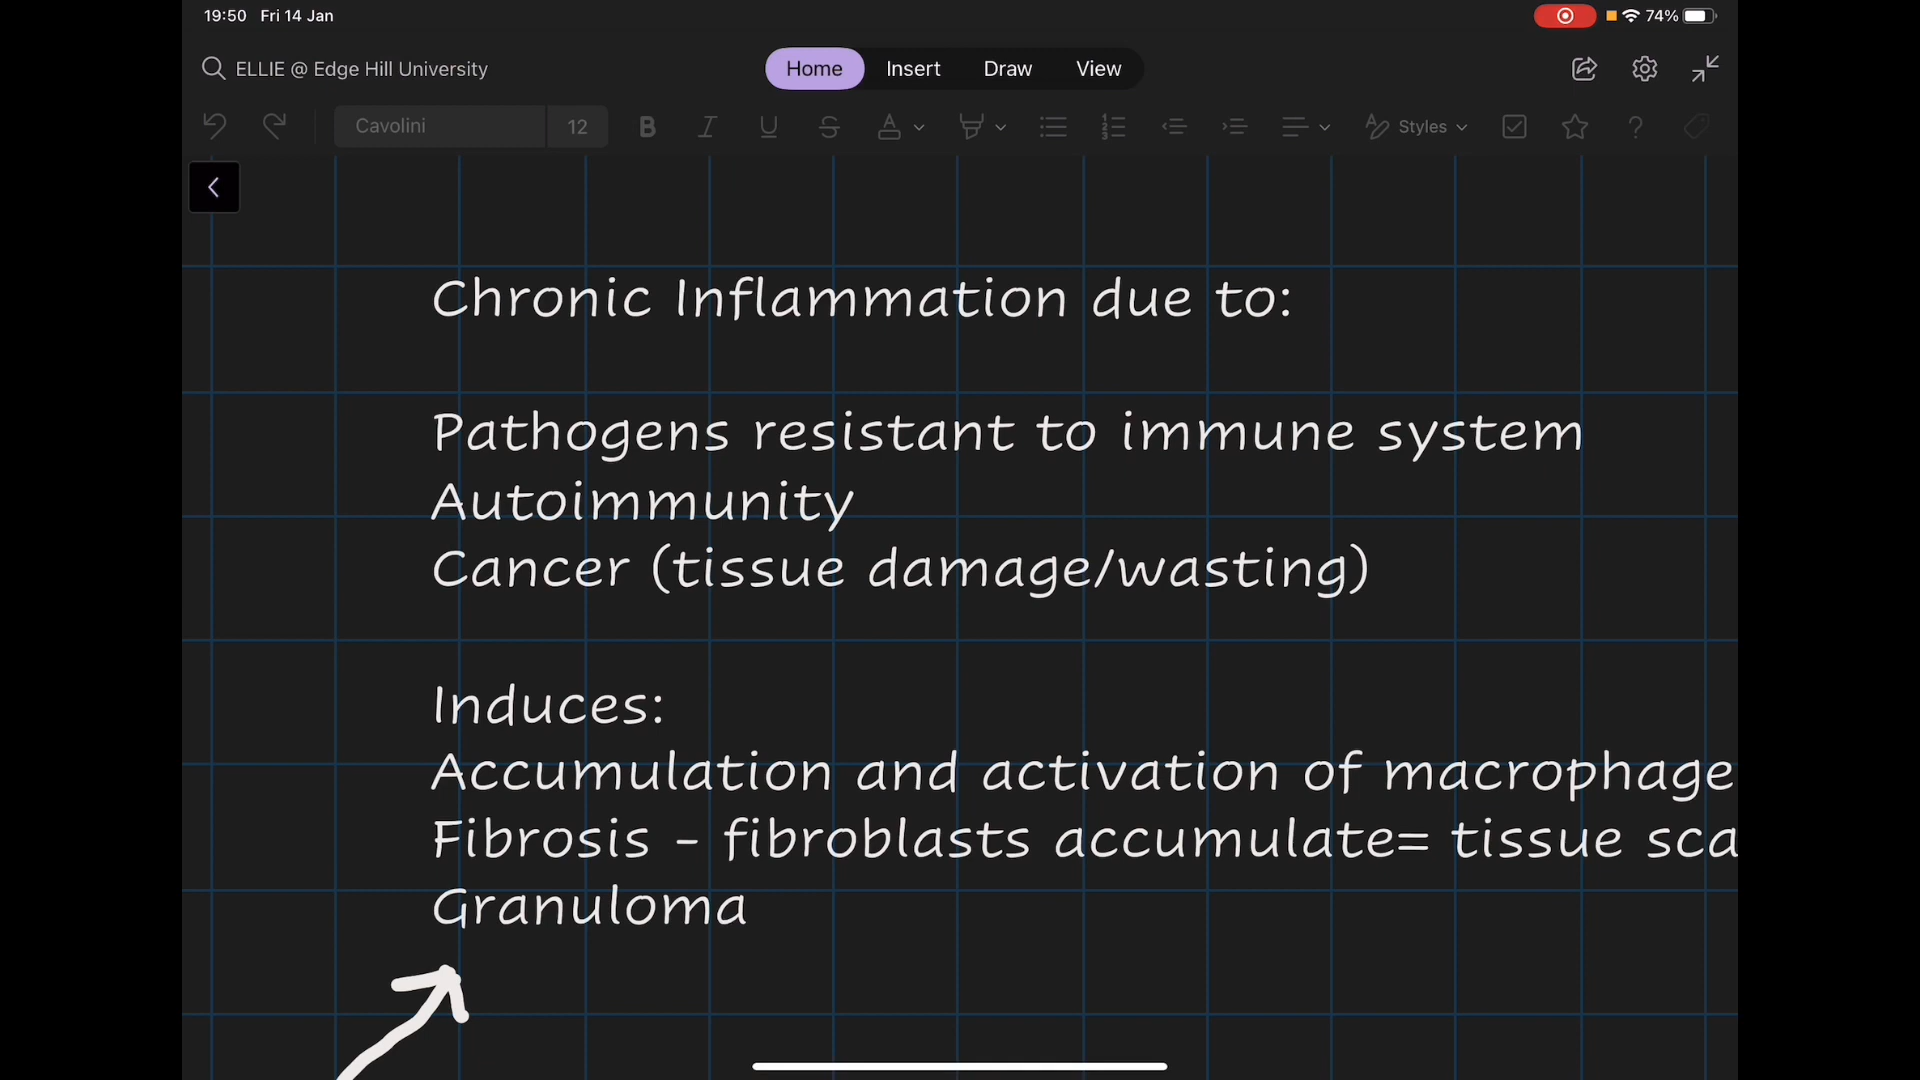 19:50 Fri 14 Jan 74%
ELLIE @ Edge Hill University Home Insert Draw View
Cavolini 12 B I U S A Styles ?
Chronic Inflammation due to:
Pathogens resistant to immune system
Autoimmunity
Cancer (tissue damage/wasting)
Induces:
Accumulation and activation of macrophage
Fibrosis - fibroblasts accumulate= tissue sca
Granuloma